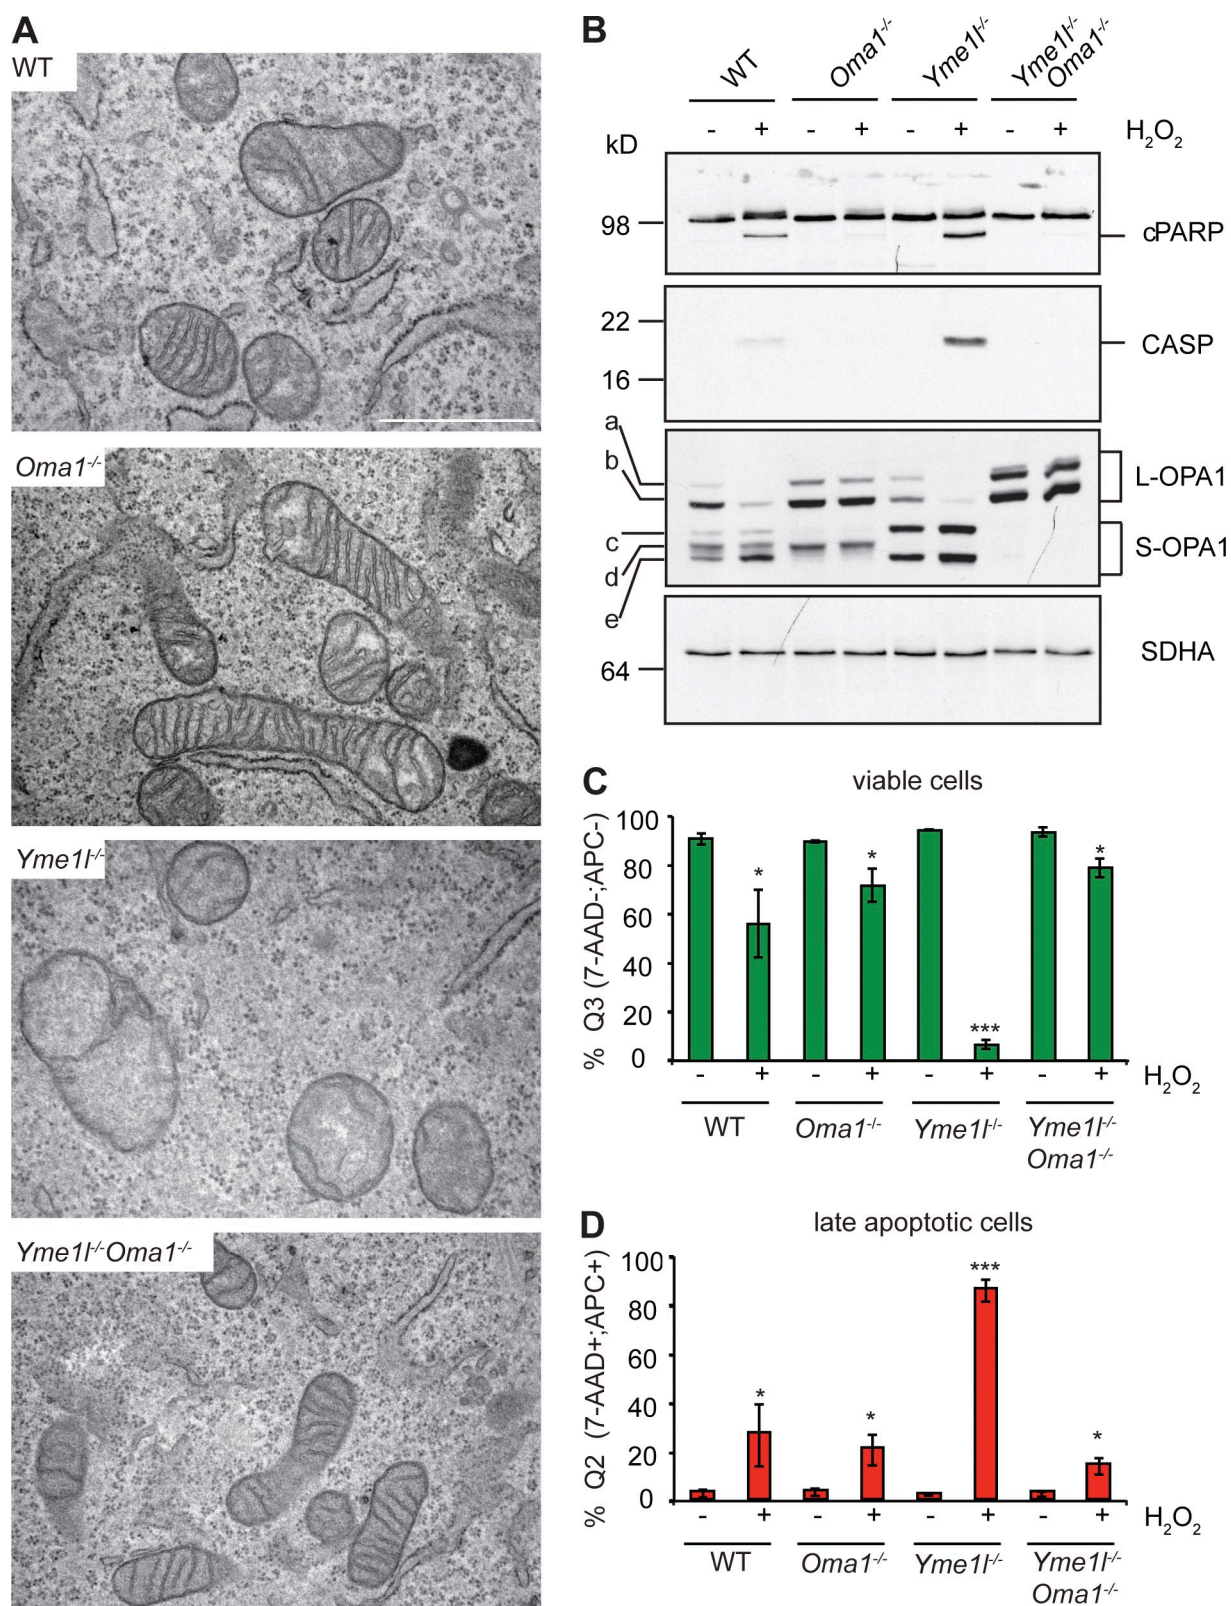 A
WT
Oma1-/-
Yme1l-/-
Yme1l-/-Oma1-/-
B
WT
Oma1-/-
Yme1l-/-
Yme1l-/-
Oma1-/-
- + - + - + - + H2O2
kD
98
cPARP
22
CASP
16
a
b
L-OPA1
c
S-OPA1
d
e
64
SDHA
C
viable cells
% Q3 (7-AAD-;APC-)
100
80
60
40
20
0
* * *** *
- + - + - + - + H2O2
WT Oma1-/- Yme1l-/- Yme1l-/-
Oma1-/-
D
late apoptotic cells
% Q2 (7-AAD+;APC+)
100
80
60
40
20
0
* * *** *
- + - + - + - + H2O2
WT Oma1-/- Yme1l-/- Yme1l-/-
Oma1-/-